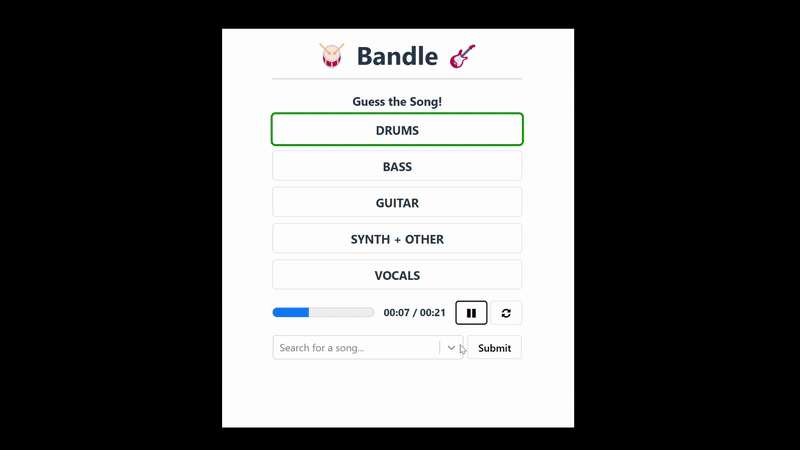 Bandle
Guess the Song!
DRUMS
BASS
GUITAR
SYNTH + OTHER
VOCALS
00:07 / 00:21
Search for a song...
Submit